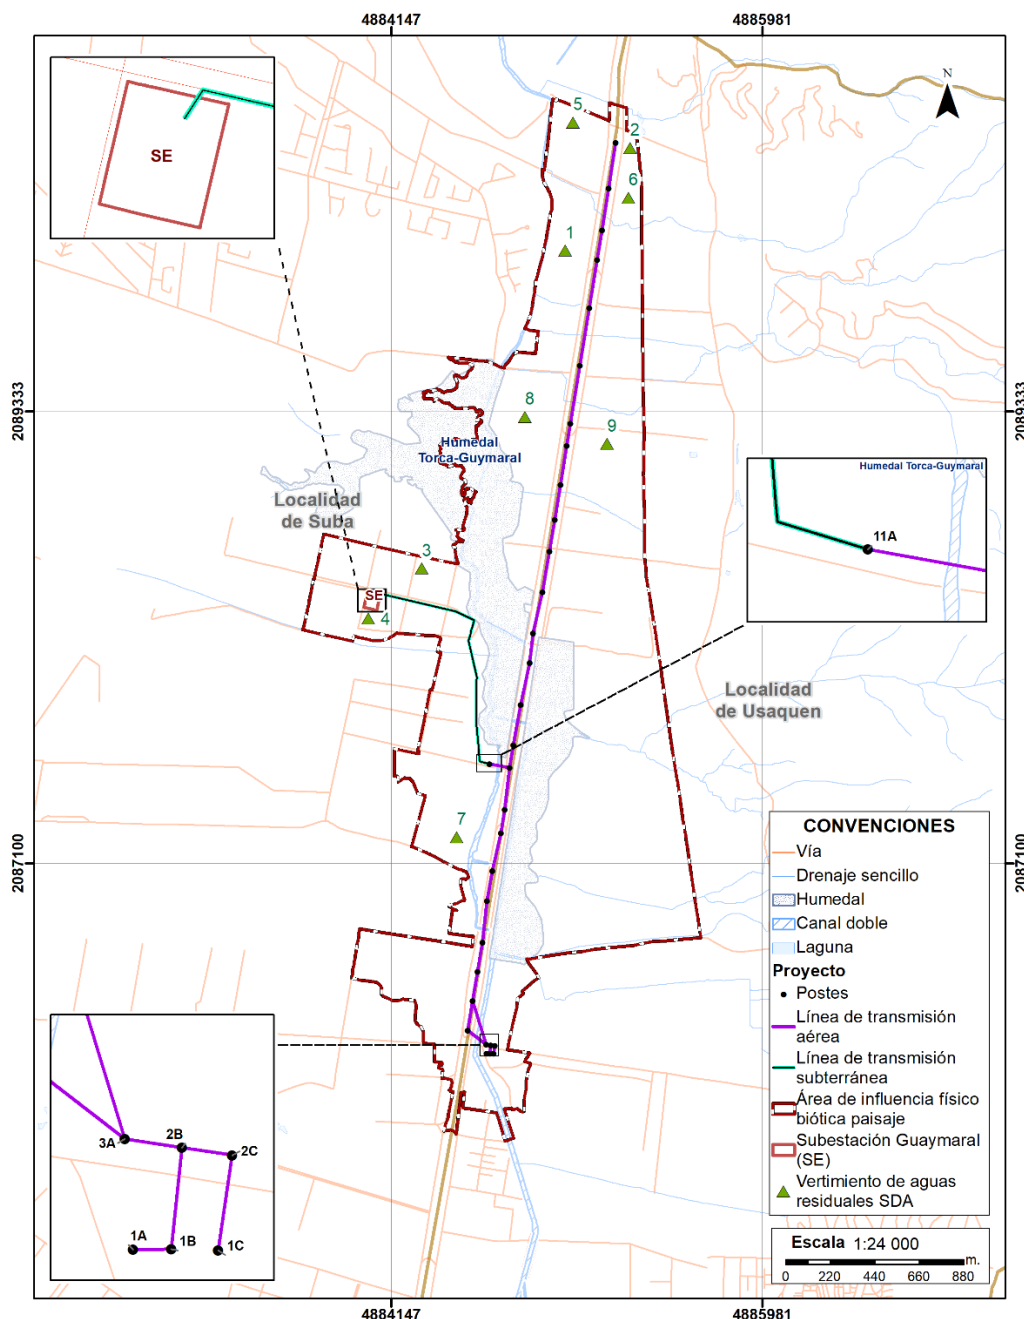 4884147
4885981
N
SE
5
2
6
1
2089333
2089333
8
9
Humedal
Torca-Guymaral
Humedal Torca-Guymaral
11A
Localidad
de Suba
3
SE
4
Localidad
de Usaquen
7
2087100
2087100
CONVENCIONES
Vía
Drenaje sencillo
Humedal
Canal doble
Laguna
Proyecto
Postes
Línea de transmisión
aérea
Línea de transmisión
subterránea
Área de influencia físico
biótica paisaje
Subestación Guaymaral
(SE)
Vertimiento de aguas
residuales SDA
3A
2B
2C
1A
1B
1C
Escala 1:24 000
m.
0 220 440 660 880
4884147
4885981